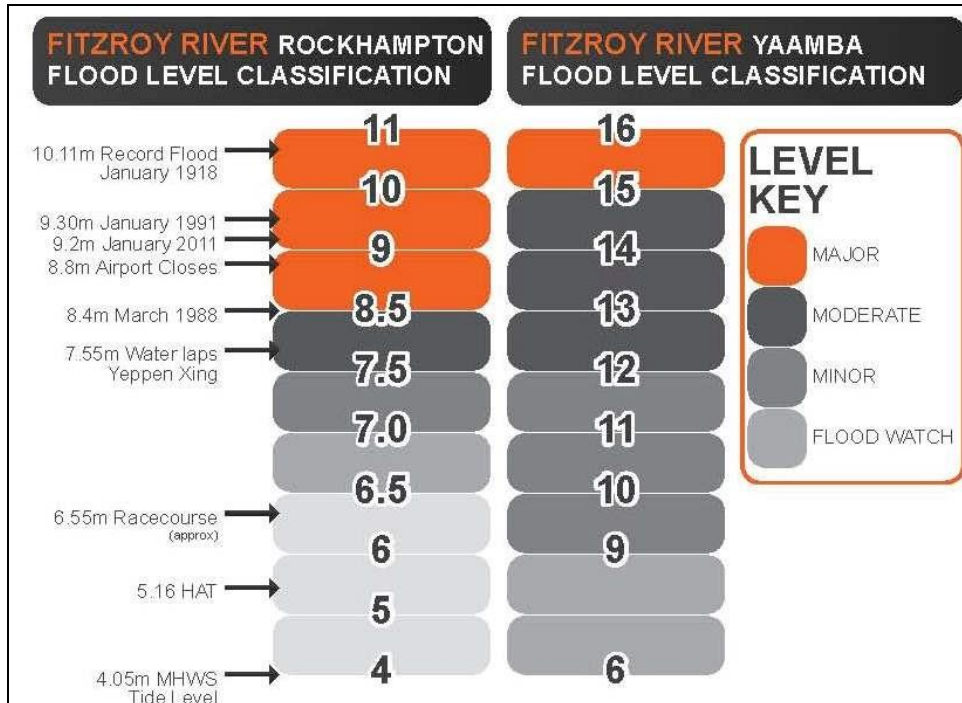 FITZROY RIVER ROCKHAMPTON
FLOOD LEVEL CLASSIFICATION
10.11m Record Flood
January 1918
9.30m January 1991
9.2m January 2011
8.8m Airport Closes
8.4m March 1988
7.55m Water laps
Yeppen Xing
6.55m Racecourse
(approx)
5.16 HAT
4.05m MHWS
Tide Level
11
10
9
8.5
7.5
7.0
6.5
6
5
4
FITZROY RIVER YAAMBA
FLOOD LEVEL CLASSIFICATION
16
15
14
13
12
11
10
9
6
LEVEL
KEY
MAJOR
MODERATE
MINOR
FLOOD WATCH